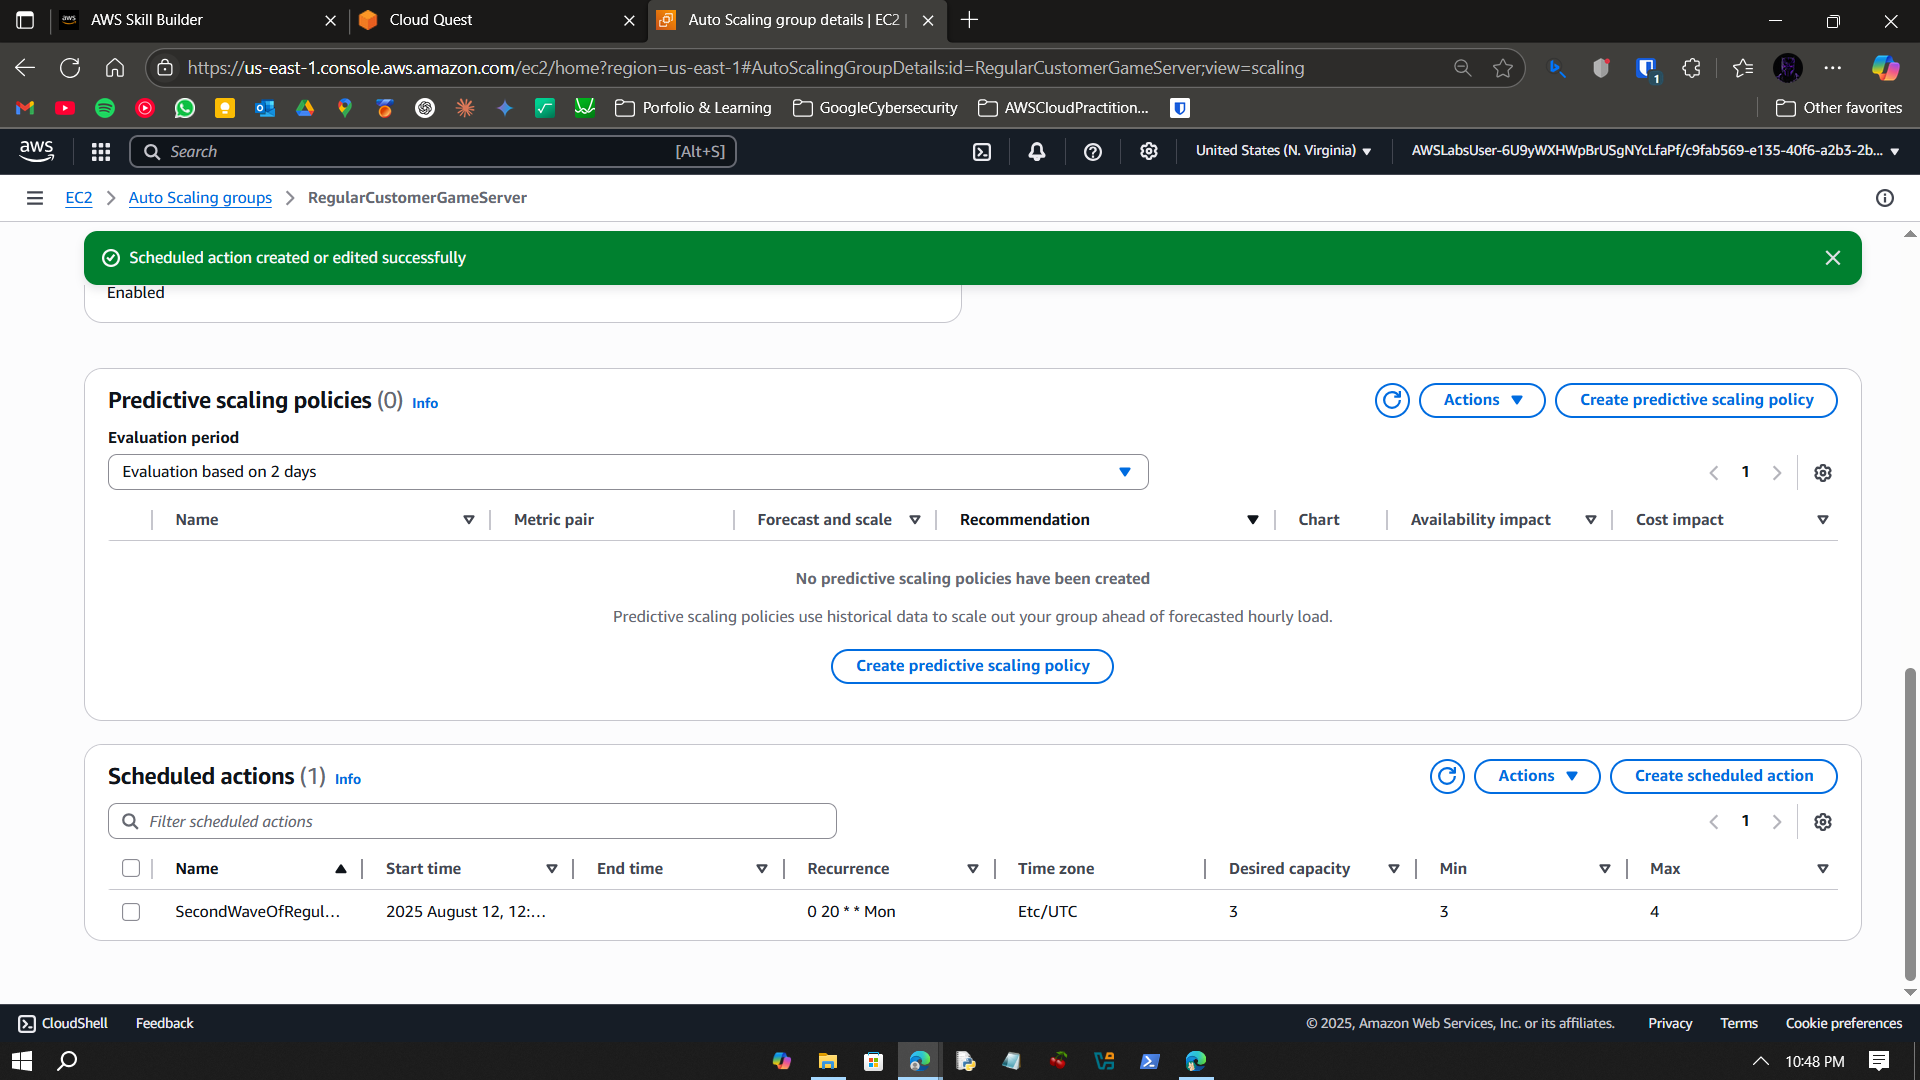 AWS Skill Builder
Cloud Quest
Auto Scaling group details | EC2 |
https://us-east-1.console.aws.amazon.com/ec2/home?region=us-east-1#AutoScalingGroupDetails:id=RegularCustomerGameServer;view=scaling
1
Porfolio & Learning
GoogleCybersecurity
AWSCloudPractition...
Other favorites
aws
Search
[Alt+S]
United States (N. Virginia)
AWSLabsUser-6U9yWXHWpBrUSgNYcLfaPf/c9fab569-e135-40f6-a2b3-2b...
EC2
Auto Scaling groups
RegularCustomerGameServer
Scheduled action created or edited successfully
Enabled
Predictive scaling policies (0) Info
Actions
Create predictive scaling policy
Evaluation period
Evaluation based on 2 days
1
Name Metric pair Forecast and scale Recommendation Chart Availability impact Cost impact
No predictive scaling policies have been created
Predictive scaling policies use historical data to scale out your group ahead of forecasted hourly load.
Create predictive scaling policy
Scheduled actions (1) Info
Actions
Create scheduled action
Filter scheduled actions
1
Name Start time End time Recurrence Time zone Desired capacity Min Max
SecondWaveOfRegul... 2025 August 12, 12:... 0 20 * * Mon Etc/UTC 3 3 4
CloudShell
Feedback
© 2025, Amazon Web Services, Inc. or its affiliates.
Privacy
Terms
Cookie preferences
10:48 PM